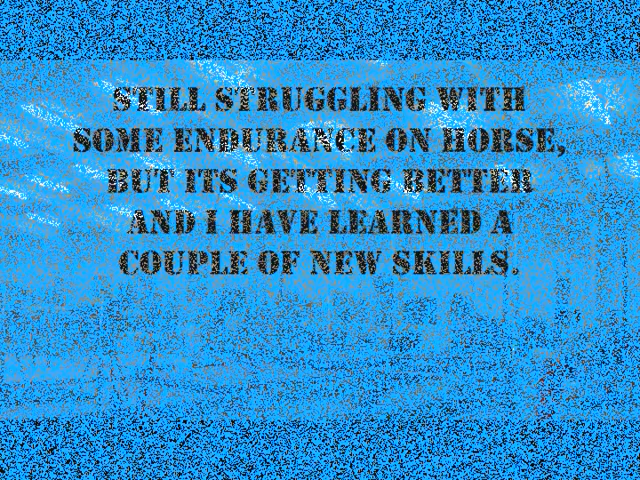 STILL STRUGGLING WITH
SOME ENDURANCE ON HORSE,
BUT ITS GETTING BETTER
AND I HAVE LEARNED A
COUPLE OF NEW SKILLS.